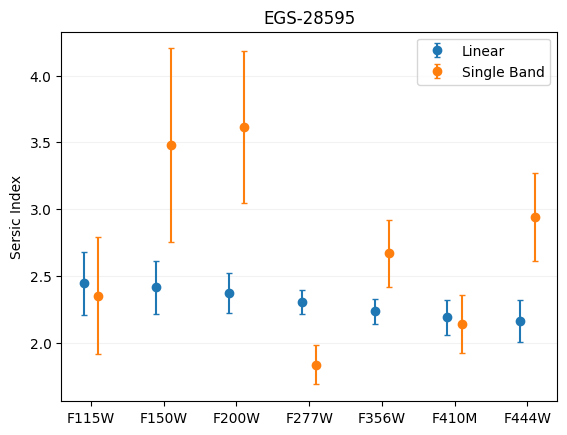 EGS-28595
Linear
Single Band
Sersic Index
4.0
3.5
3.0
2.5
2.0
F115W F150W F200W F277W F356W F410M F444W